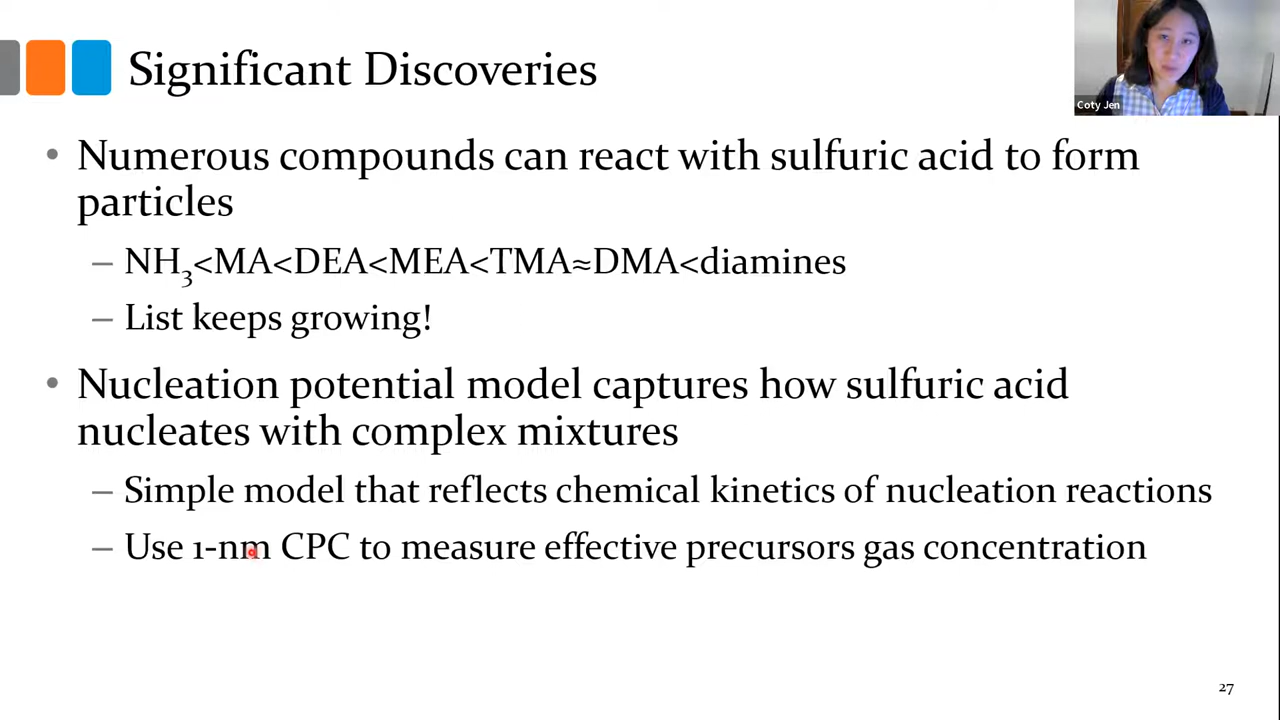 Significant Discoveries
Coty Jen
• Numerous compounds can react with sulfuric acid to form
particles
– NH₃<MA<DEA<MEA<TMA≈DMA<diamines
– List keeps growing!
• Nucleation potential model captures how sulfuric acid
nucleates with complex mixtures
– Simple model that reflects chemical kinetics of nucleation reactions
– Use 1-nm CPC to measure effective precursors gas concentration
27